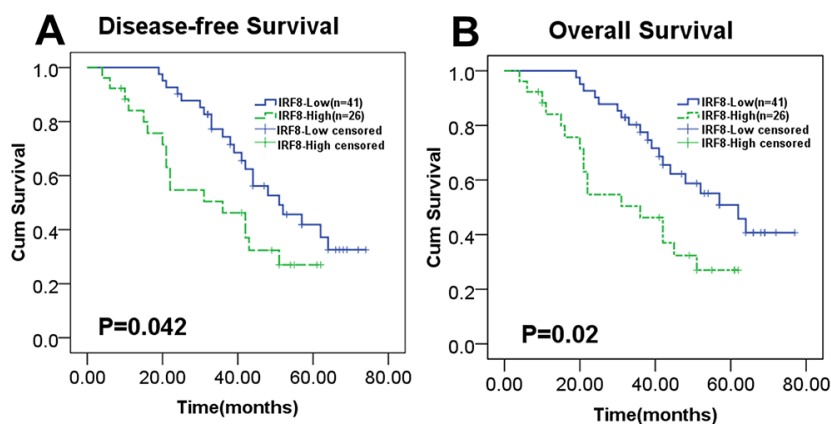 A Disease-free Survival
Cum Survival
1.0
0.8
0.6
0.4
0.2
0.0
IRF8-Low(n=41)
IRF8-High(n=26)
IRF8-Low censored
IRF8-High censored
P=0.042
0.00 20.00 40.00 60.00 80.00
Time(months)
B Overall Survival
Cum Survival
1.0
0.8
0.6
0.4
0.2
0.0
IRF8-Low(n=41)
IRF8-High(n=26)
IRF8-Low censored
IRF8-High censored
P=0.02
0.00 20.00 40.00 60.00 80.00
Time(months)